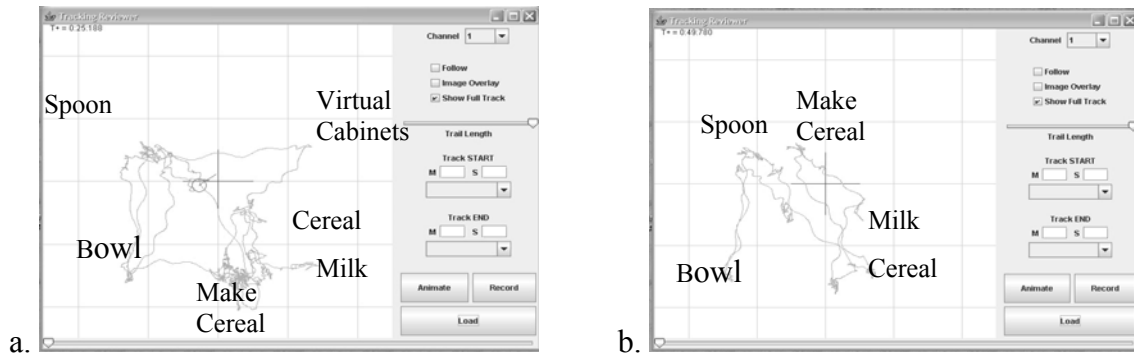 Tracking Reviewer
T+ = 0:25:188
Channel 1
Follow
Image Overlay
Show Full Track
Trail Length
Track START
M S
Track END
M S
Animate Record
Load
Spoon
Virtual
Cabinets
Cereal
Bowl
Milk
Make
Cereal
a.
Tracking Reviewer
T+ = 0:49:780
Channel 1
Follow
Image Overlay
Show Full Track
Trail Length
Track START
M S
Track END
M S
Animate Record
Load
Make
Cereal
Spoon
Milk
Bowl
Cereal
b.